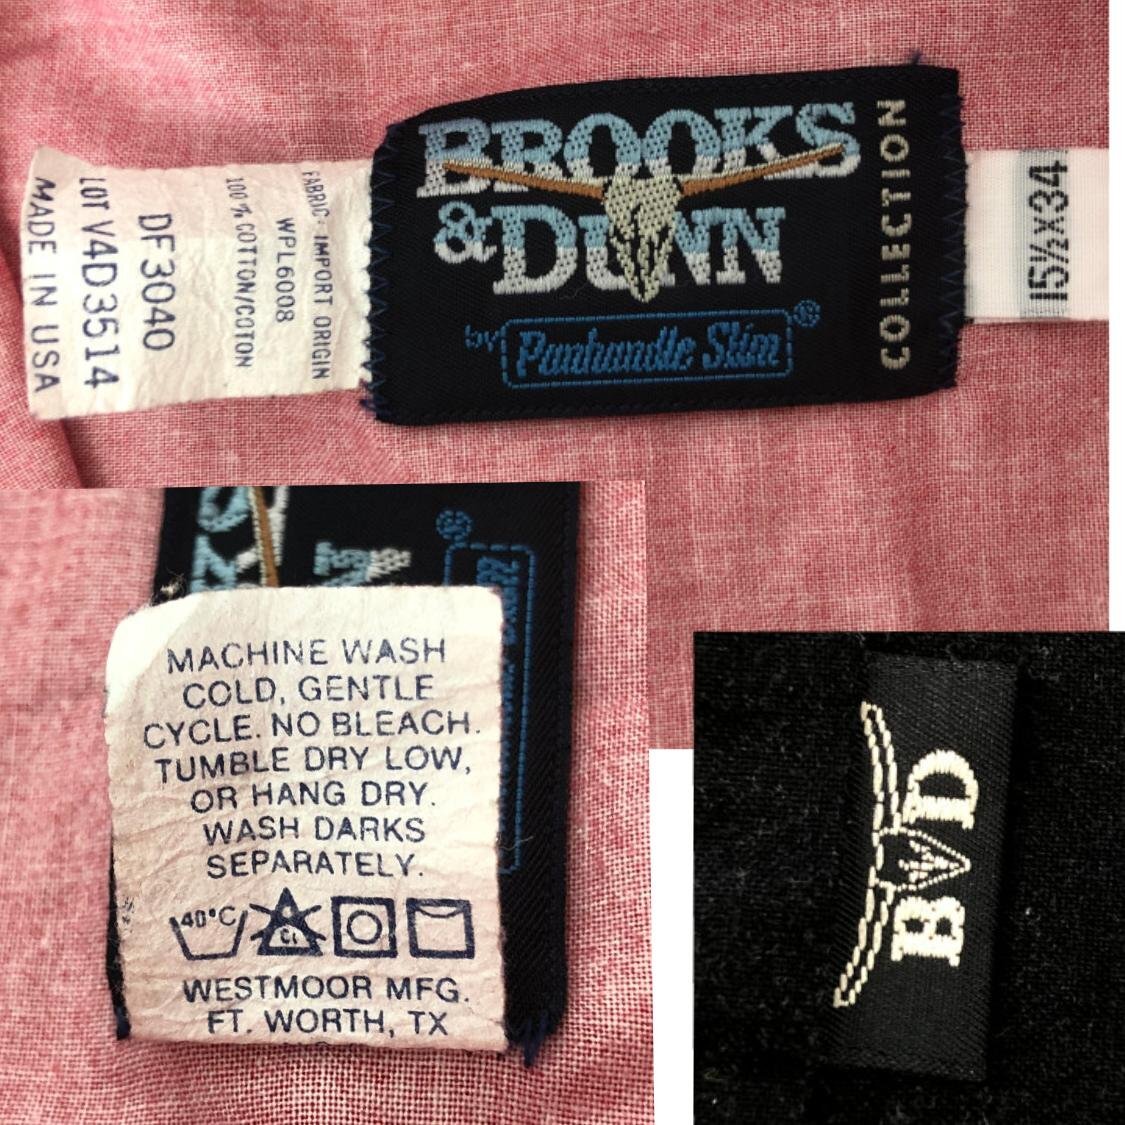 FABRIC: IMPORT ORIGIN
WPL6008
100% COTTON/COTON
DF3040
LOT V4D3514
MADE IN USA
BROOKS
& DUNN
COLLECTION
by Panhandle Slim®
15½X34
MACHINE WASH
COLD, GENTLE
CYCLE. NO BLEACH.
TUMBLE DRY LOW,
OR HANG DRY.
WASH DARKS
SEPARATELY.
40°C
Cl
WESTMOOR MFG.
FT. WORTH, TX
B D